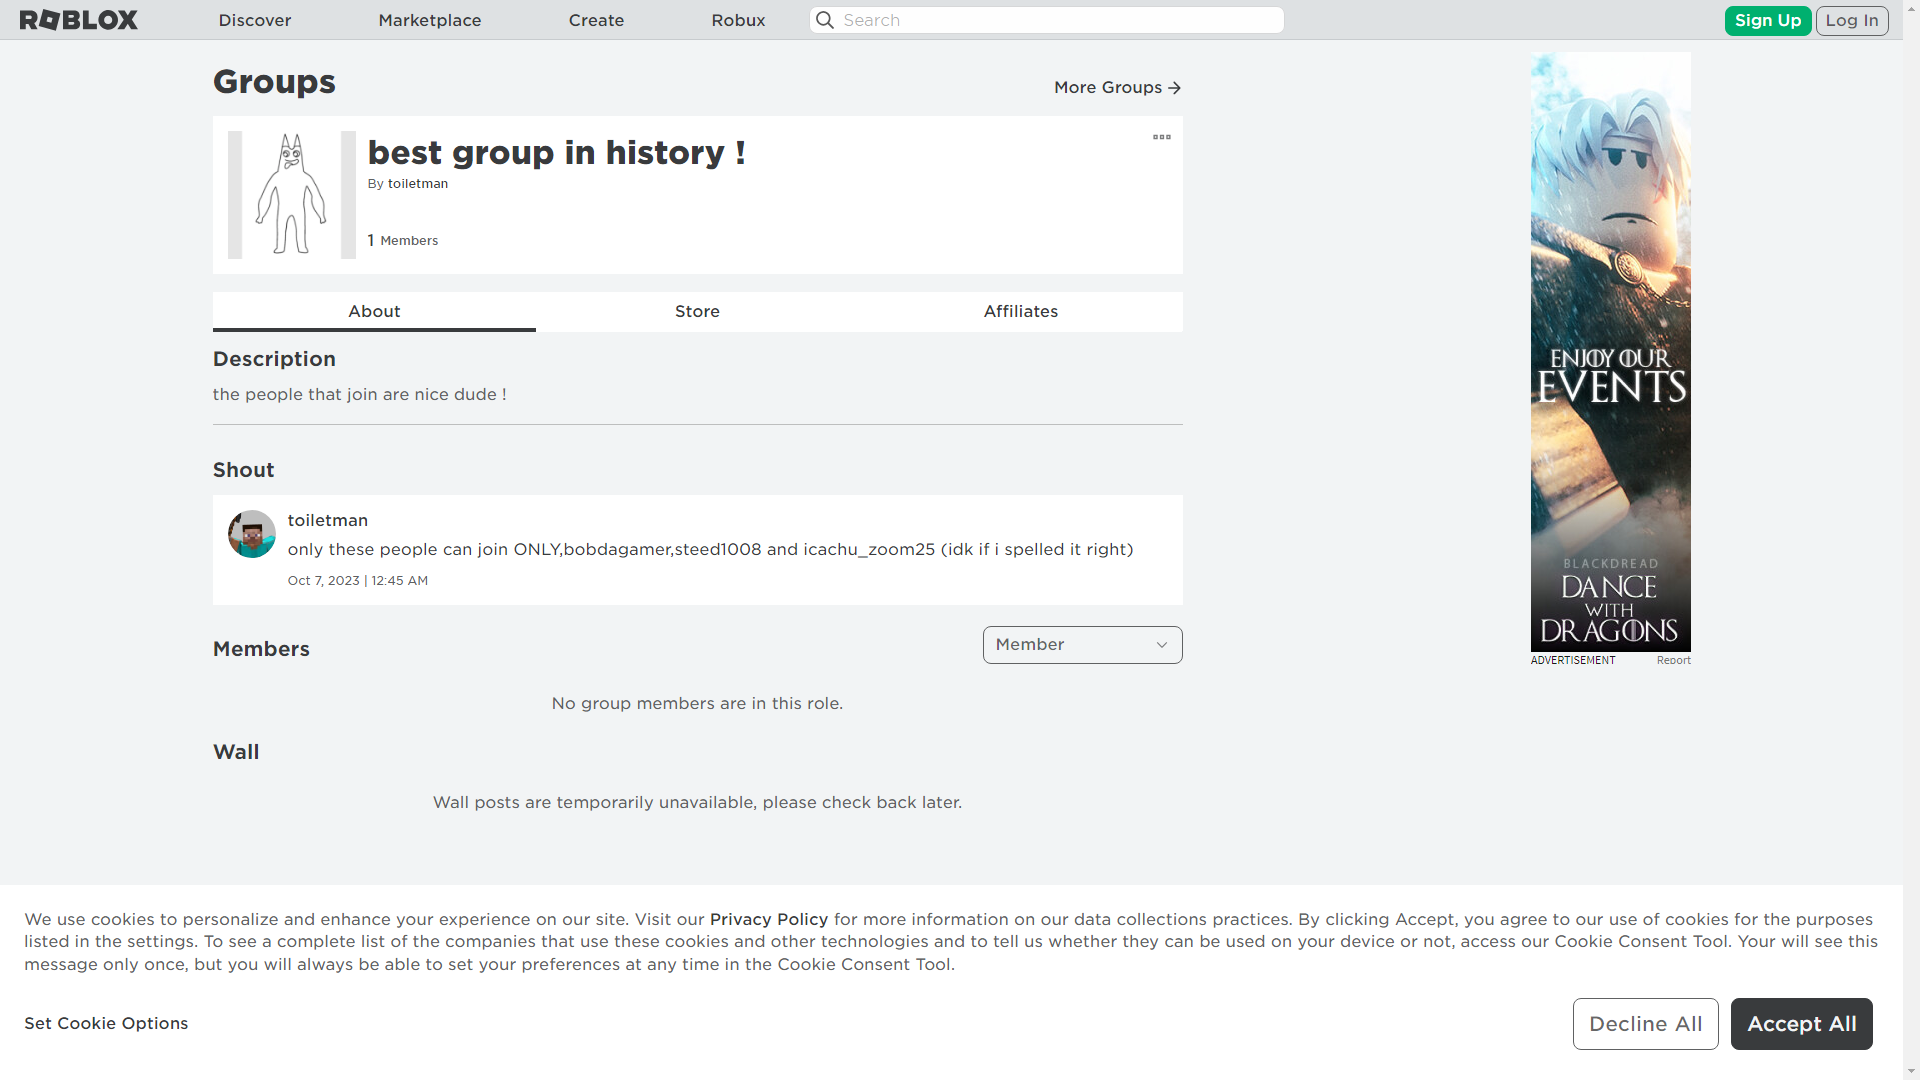 ROBLOX
Discover
Marketplace
Create
Robux
Search
Sign Up
Log In
Groups
More Groups
best group in history !
By toiletman
1 Members
About
Store
Affiliates
Description
the people that join are nice dude !
Shout
toiletman
only these people can join ONLY,bobdagamer,steed1008 and icachu_zoom25 (idk if i spelled it right)
Oct 7, 2023 | 12:45 AM
Members
Member
No group members are in this role.
Wall
Wall posts are temporarily unavailable, please check back later.
ENJOY OUR
EVENTS
BLACKDREAD
DANCE
WITH
DRAGONS
ADVERTISEMENT
Report
We use cookies to personalize and enhance your experience on our site. Visit our Privacy Policy for more information on our data collections practices. By clicking Accept, you agree to our use of cookies for the purposes
listed in the settings. To see a complete list of the companies that use these cookies and other technologies and to tell us whether they can be used on your device or not, access our Cookie Consent Tool. Your will see this
message only once, but you will always be able to set your preferences at any time in the Cookie Consent Tool.
Set Cookie Options
Decline All
Accept All